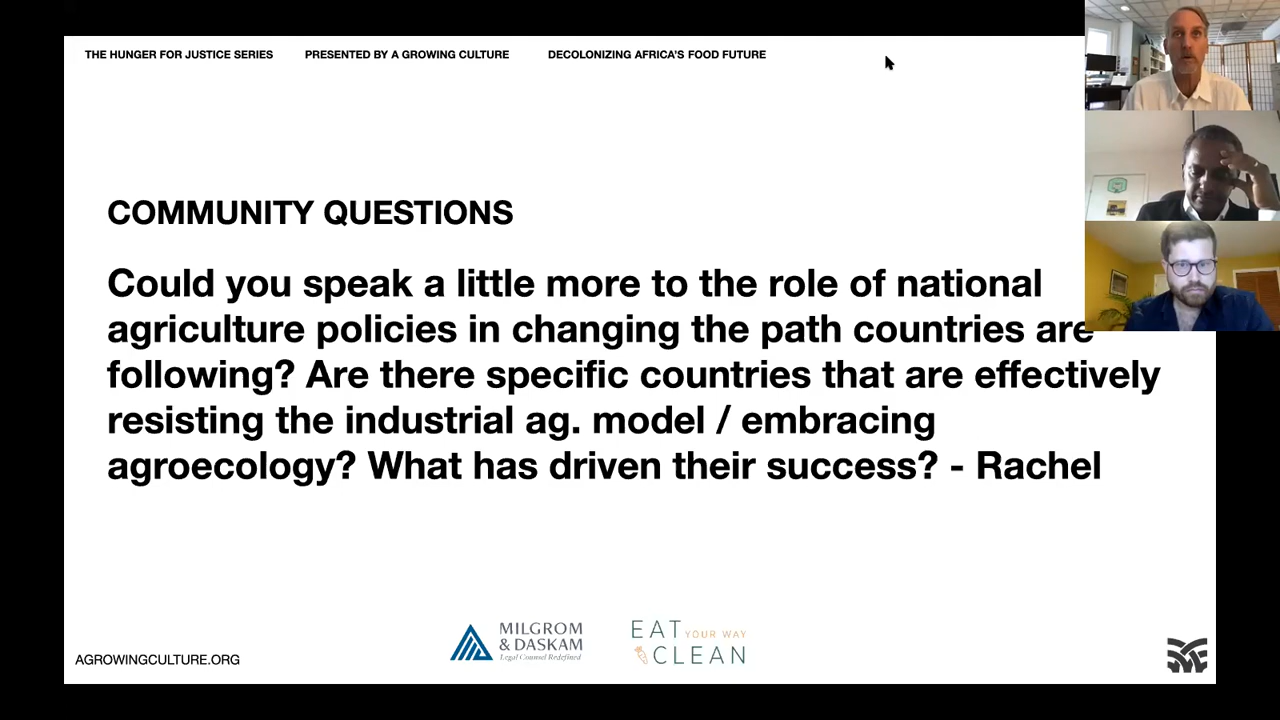 THE HUNGER FOR JUSTICE SERIES PRESENTED BY A GROWING CULTURE DECOLONIZING AFRICA'S FOOD FUTURE
COMMUNITY QUESTIONS
Could you speak a little more to the role of national
agriculture policies in changing the path countries are
following? Are there specific countries that are effectively
resisting the industrial ag. model / embracing
agroecology? What has driven their success? - Rachel
AGROWINGCULTURE.ORG
MILGROM
& DASKAM
Legal Counsel Redefined
EAT YOUR WAY
CLEAN